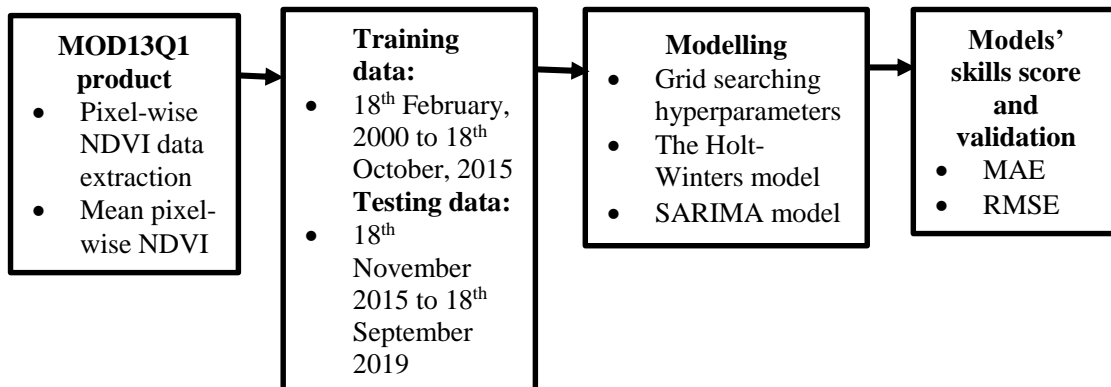 MOD13Q1
product
• Pixel-wise
NDVI data
extraction
• Mean pixel-
wise NDVI
Training
data:
• 18th February,
2000 to 18th
October, 2015
Testing data:
• 18th
November
2015 to 18th
September
2019
Modelling
• Grid searching
hyperparameters
• The Holt-
Winters model
• SARIMA model
Models’
skills score
and
validation
• MAE
• RMSE